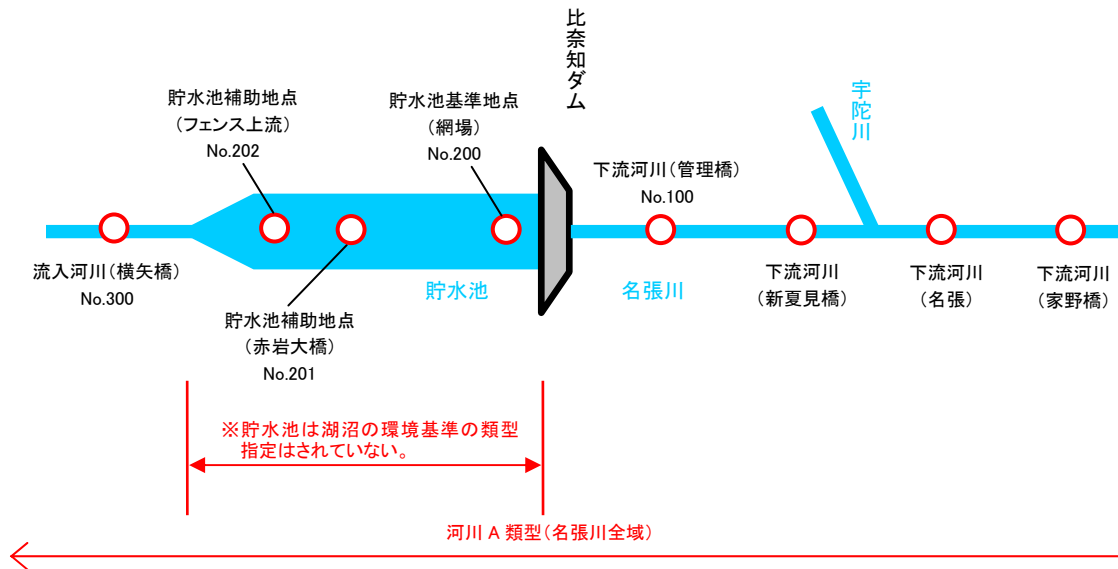 比奈知ダム
貯水池補助地点
(フェンス上流)
No.202
貯水池基準地点
(網場)
No.200
宇陀川
下流河川(管理橋)
No.100
流入河川(横矢橋)
No.300
貯水池補助地点
(赤岩大橋)
No.201
貯水池
名張川
下流河川
(新夏見橋)
下流河川
(名張)
下流河川
(家野橋)
※貯水池は湖沼の環境基準の類型
指定はされていない。
河川 A 類型(名張川全域)